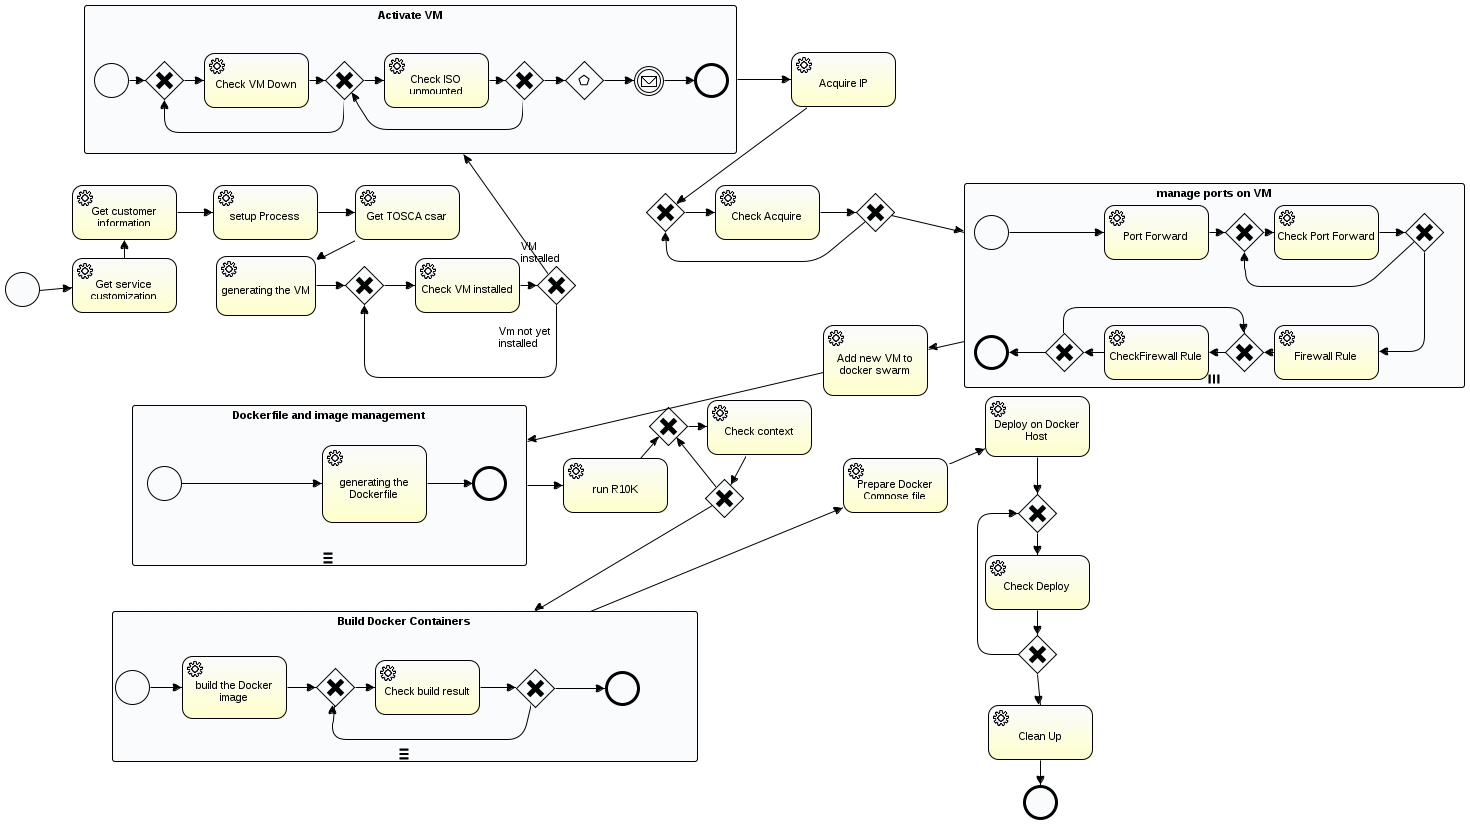 Activate VM
Check VM Down
Check ISO
unmounted
Acquire IP
Get customer
information
setup Process
Get TOSCA csar
Check Acquire
manage ports on VM
Port Forward
Check Port Forward
VM
installed
Get service
customization
generating the VM
Check VM installed
Vm not yet
installed
Add new VM to
docker swarm
CheckFirewall Rule
Firewall Rule
Dockerfile and image management
generating the
Dockerfile
run R10K
Check context
Prepare Docker
Compose file
Deploy on Docker
Host
Check Deploy
Build Docker Containers
build the Docker
image
Check build result
Clean Up